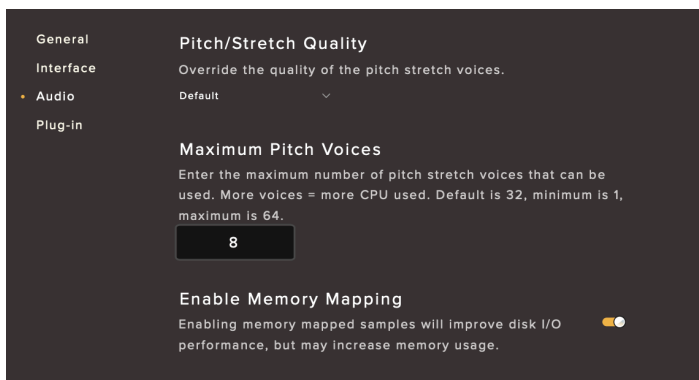 General
Interface
Audio
Plug-in
Pitch/Stretch Quality
Override the quality of the pitch stretch voices.
Default
Maximum Pitch Voices
Enter the maximum number of pitch stretch voices that can be
used. More voices = more CPU used. Default is 32, minimum is 1,
maximum is 64.
8
Enable Memory Mapping
Enabling memory mapped samples will improve disk I/O
performance, but may increase memory usage.